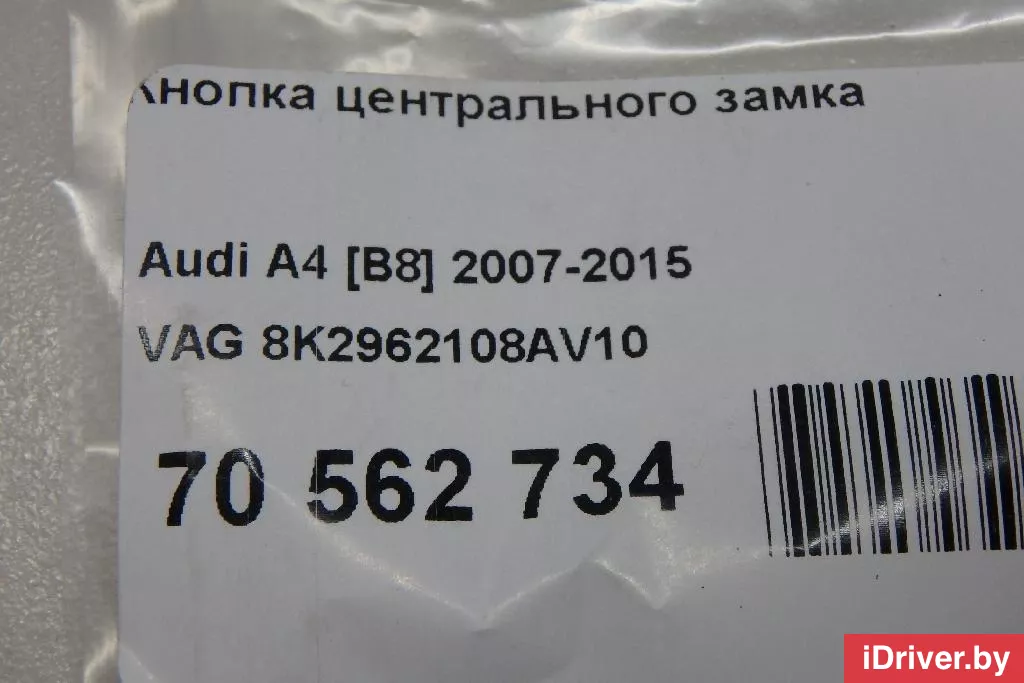 Кнопка центрального замка
Audi A4 [B8] 2007-2015
VAG 8K2962108AV10
70 562 734
iDriver.by